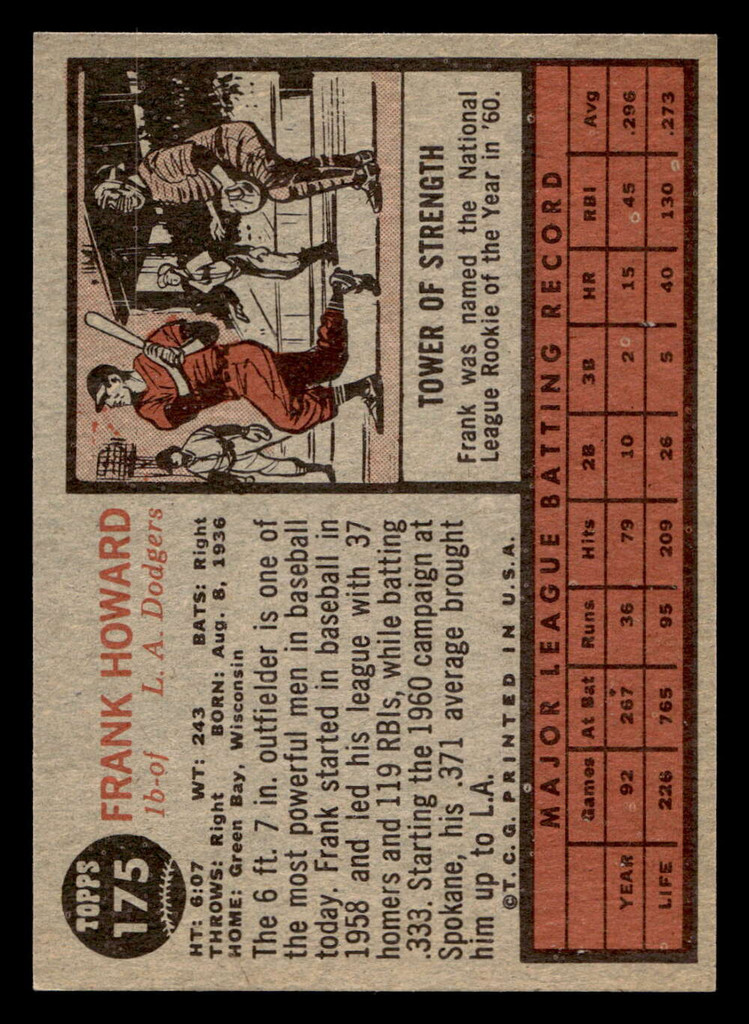 TOPPS
175
FRANK HOWARD
1b-of L. A. Dodgers
HT: 6:07 WT: 243 BATS: Right
THROWS: Right BORN: Aug. 8, 1936
HOME: Green Bay, Wisconsin
The 6 ft. 7 in. outfielder is one of
the most powerful men in baseball
today. Frank started in baseball in
1958 and led his league with 37
homers and 119 RBIs, while batting
.333. Starting the 1960 campaign at
Spokane, his .371 average brought
him up to L.A.
©T.C.G. PRINTED IN U.S.A.
TOWER OF STRENGTH
Frank was named the National
League Rookie of the Year in '60.
MAJOR LEAGUE BATTING RECORD
Games At Bat Runs Hits 2B 3B HR RBI Avg
YEAR 92 267 36 79 10 2 15 45 .296
LIFE 226 765 95 209 26 5 40 130 .273